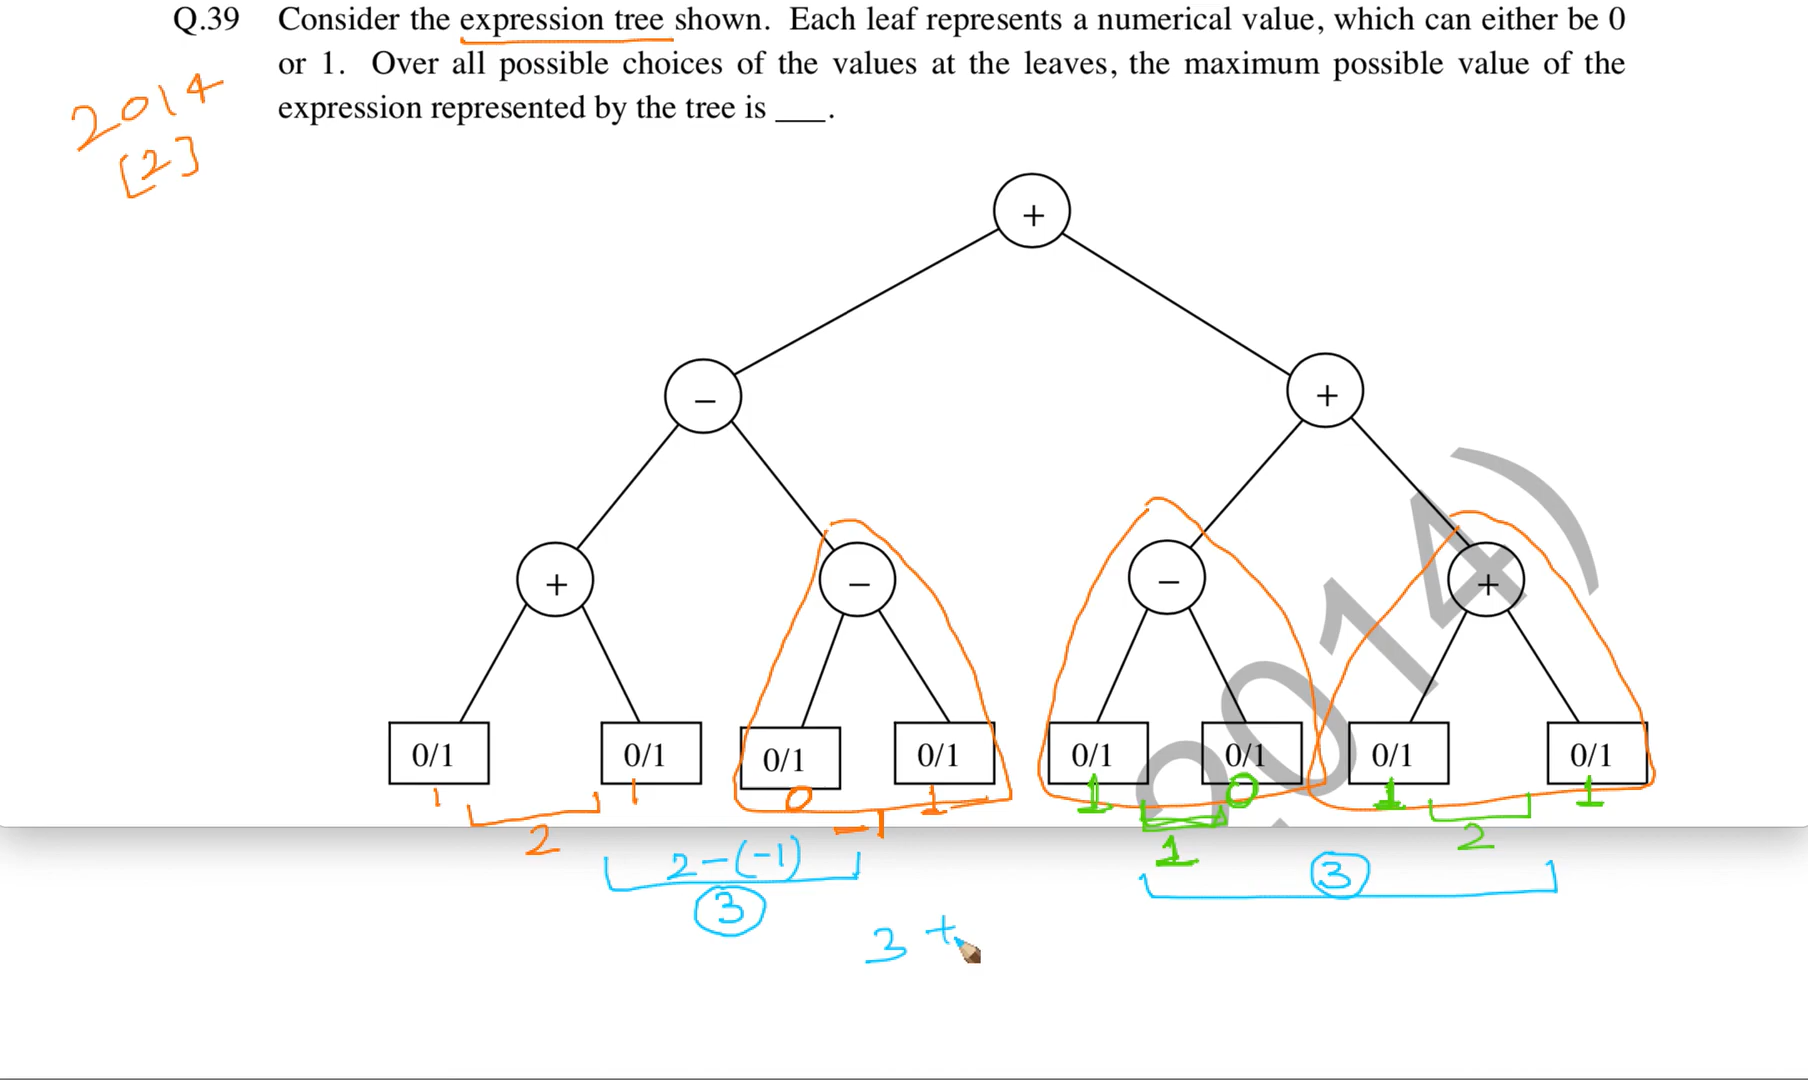 Q.39 Consider the expression tree shown. Each leaf represents a numerical value, which can either be 0
or 1. Over all possible choices of the values at the leaves, the maximum possible value of the
expression represented by the tree is ___.
2014
[2]
+
− +
+ − − +
0/1 0/1 0/1 0/1 0/1 0/1 0/1 0/1
1 1 0 1 1 0 1 1
2 -1 1 2
2-(-1) 3
3
3 +
2014)